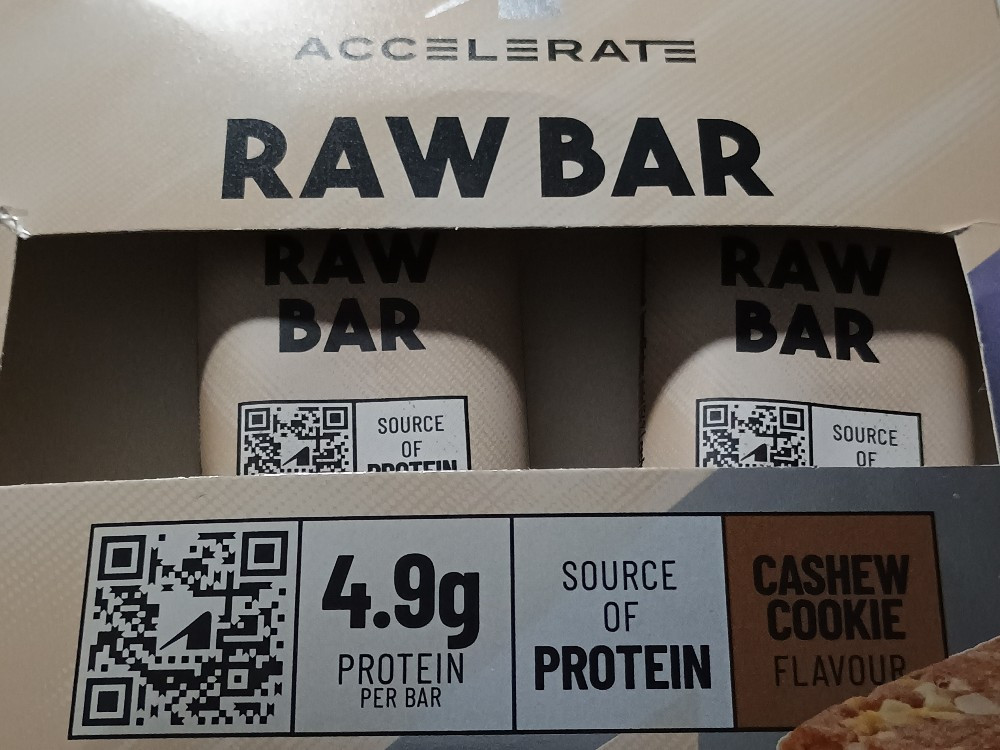 ACCELERATE
RAW BAR
RAW
BAR
SOURCE
OF
PROTEIN
RAW
BAR
SOURCE
OF
4.9g
PROTEIN
PER BAR
SOURCE
OF
PROTEIN
CASHEW
COOKIE
FLAVOUR